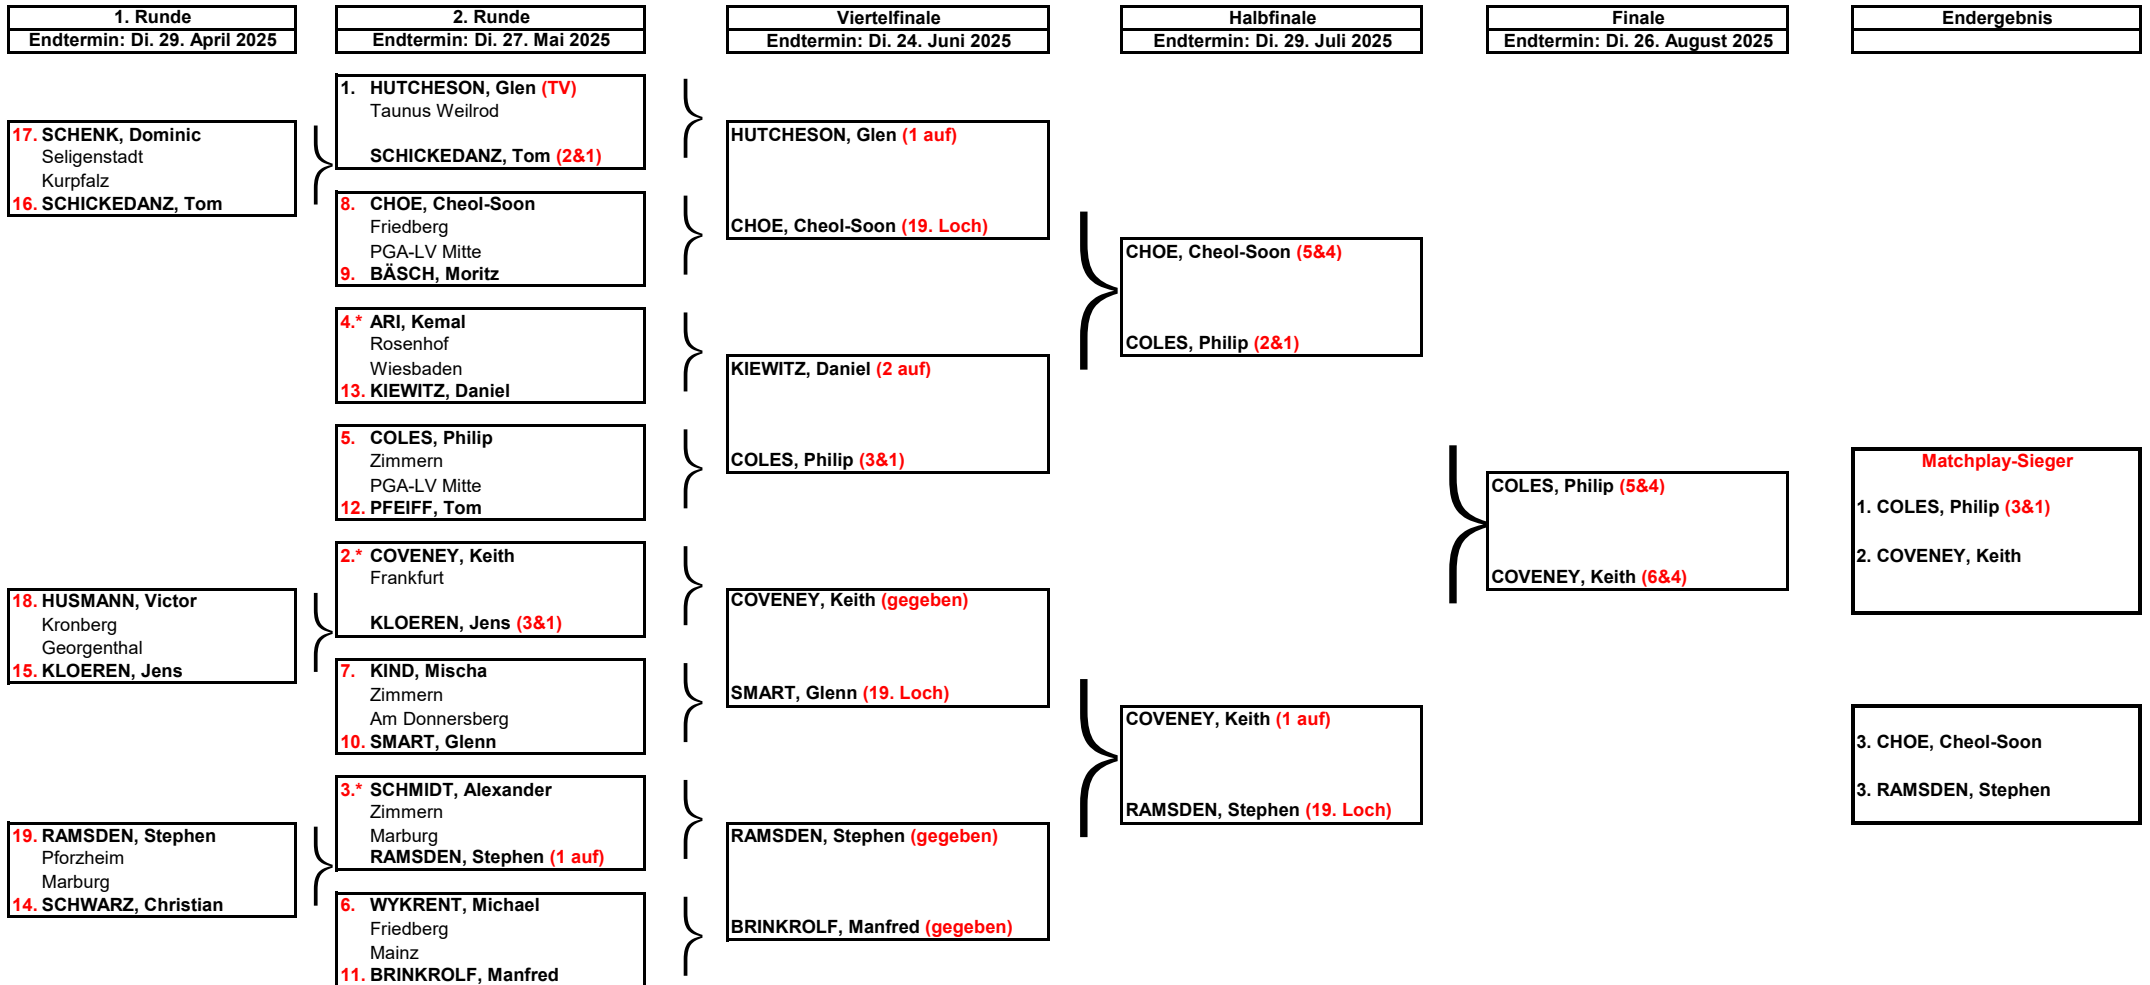 1. Runde
Endtermin: Di. 29. April 2025
17. SCHENK, Dominic
Seligenstadt
Kurpfalz
16. SCHICKEDANZ, Tom
18. HUSMANN, Victor
Kronberg
Georgenthal
15. KLOEREN, Jens
19. RAMSDEN, Stephen
Pforzheim
Marburg
14. SCHWARZ, Christian
2. Runde
Endtermin: Di. 27. Mai 2025
1. HUTCHESON, Glen (TV)
Taunus Weilrod
SCHICKEDANZ, Tom (2&1)
8. CHOE, Cheol-Soon
Friedberg
PGA-LV Mitte
9. BÄSCH, Moritz
4.* ARI, Kemal
Rosenhof
Wiesbaden
13. KIEWITZ, Daniel
5. COLES, Philip
Zimmern
PGA-LV Mitte
12. PFEIFF, Tom
2.* COVENEY, Keith
Frankfurt
KLOEREN, Jens (3&1)
7. KIND, Mischa
Zimmern
Am Donnersberg
10. SMART, Glenn
3.* SCHMIDT, Alexander
Zimmern
Marburg
RAMSDEN, Stephen (1 auf)
6. WYKRENT, Michael
Friedberg
Mainz
11. BRINKROLF, Manfred
Viertelfinale
Endtermin: Di. 24. Juni 2025
HUTCHESON, Glen (1 auf)
CHOE, Cheol-Soon (19. Loch)
KIEWITZ, Daniel (2 auf)
COLES, Philip (3&1)
COVENEY, Keith (gegeben)
SMART, Glenn (19. Loch)
RAMSDEN, Stephen (gegeben)
BRINKROLF, Manfred (gegeben)
Halbfinale
Endtermin: Di. 29. Juli 2025
CHOE, Cheol-Soon (5&4)
COLES, Philip (2&1)
COVENEY, Keith (1 auf)
RAMSDEN, Stephen (19. Loch)
Finale
Endtermin: Di. 26. August 2025
COLES, Philip (5&4)
COVENEY, Keith (6&4)
Endergebnis
Matchplay-Sieger
1. COLES, Philip (3&1)
2. COVENEY, Keith
3. CHOE, Cheol-Soon
3. RAMSDEN, Stephen